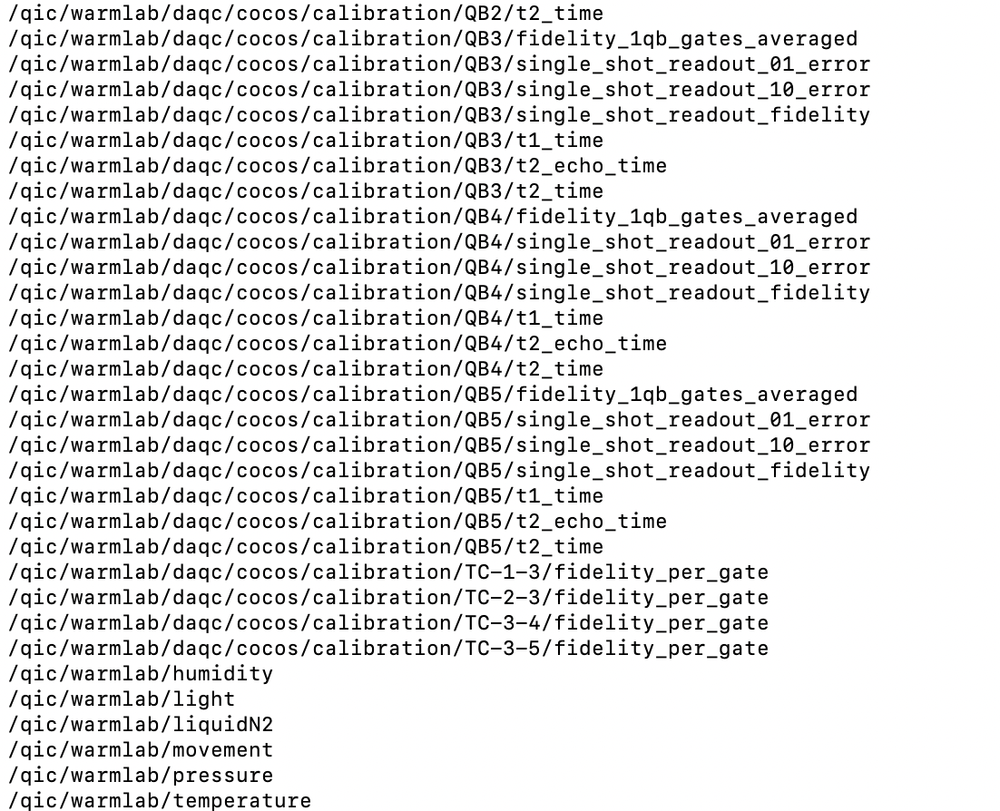 /qic/warmlab/daqc/cocos/calibration/QB2/t2_time
/qic/warmlab/daqc/cocos/calibration/QB3/fidelity_1qb_gates_averaged
/qic/warmlab/daqc/cocos/calibration/QB3/single_shot_readout_01_error
/qic/warmlab/daqc/cocos/calibration/QB3/single_shot_readout_10_error
/qic/warmlab/daqc/cocos/calibration/QB3/single_shot_readout_fidelity
/qic/warmlab/daqc/cocos/calibration/QB3/t1_time
/qic/warmlab/daqc/cocos/calibration/QB3/t2_echo_time
/qic/warmlab/daqc/cocos/calibration/QB3/t2_time
/qic/warmlab/daqc/cocos/calibration/QB4/fidelity_1qb_gates_averaged
/qic/warmlab/daqc/cocos/calibration/QB4/single_shot_readout_01_error
/qic/warmlab/daqc/cocos/calibration/QB4/single_shot_readout_10_error
/qic/warmlab/daqc/cocos/calibration/QB4/single_shot_readout_fidelity
/qic/warmlab/daqc/cocos/calibration/QB4/t1_time
/qic/warmlab/daqc/cocos/calibration/QB4/t2_echo_time
/qic/warmlab/daqc/cocos/calibration/QB4/t2_time
/qic/warmlab/daqc/cocos/calibration/QB5/fidelity_1qb_gates_averaged
/qic/warmlab/daqc/cocos/calibration/QB5/single_shot_readout_01_error
/qic/warmlab/daqc/cocos/calibration/QB5/single_shot_readout_10_error
/qic/warmlab/daqc/cocos/calibration/QB5/single_shot_readout_fidelity
/qic/warmlab/daqc/cocos/calibration/QB5/t1_time
/qic/warmlab/daqc/cocos/calibration/QB5/t2_echo_time
/qic/warmlab/daqc/cocos/calibration/QB5/t2_time
/qic/warmlab/daqc/cocos/calibration/TC-1-3/fidelity_per_gate
/qic/warmlab/daqc/cocos/calibration/TC-2-3/fidelity_per_gate
/qic/warmlab/daqc/cocos/calibration/TC-3-4/fidelity_per_gate
/qic/warmlab/daqc/cocos/calibration/TC-3-5/fidelity_per_gate
/qic/warmlab/humidity
/qic/warmlab/light
/qic/warmlab/liquidN2
/qic/warmlab/movement
/qic/warmlab/pressure
/qic/warmlab/temperature